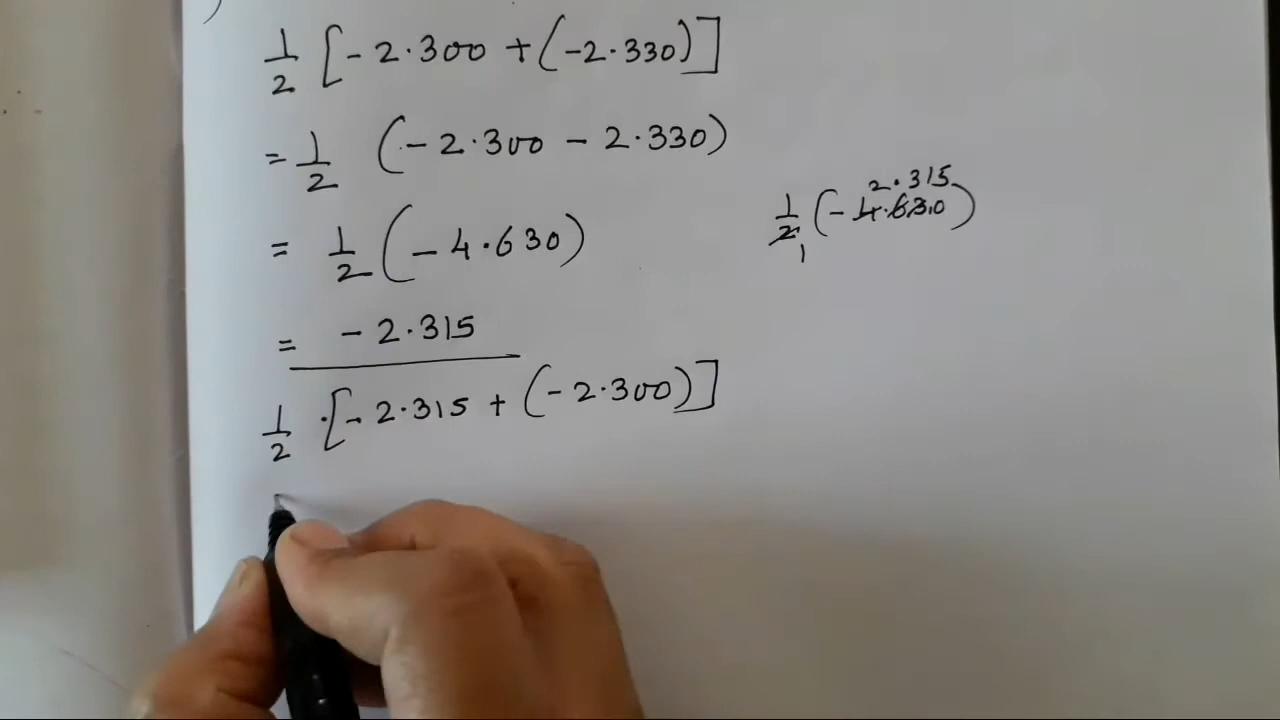 )
1/2 [-2.300 + (-2.330)]
= 1/2 (-2.300 - 2.330)
= 1/2 (-4.630)
1/2 (-4.630) 2.315 1
= -2.315
1/2 ·[-2.315 + (-2.300)]